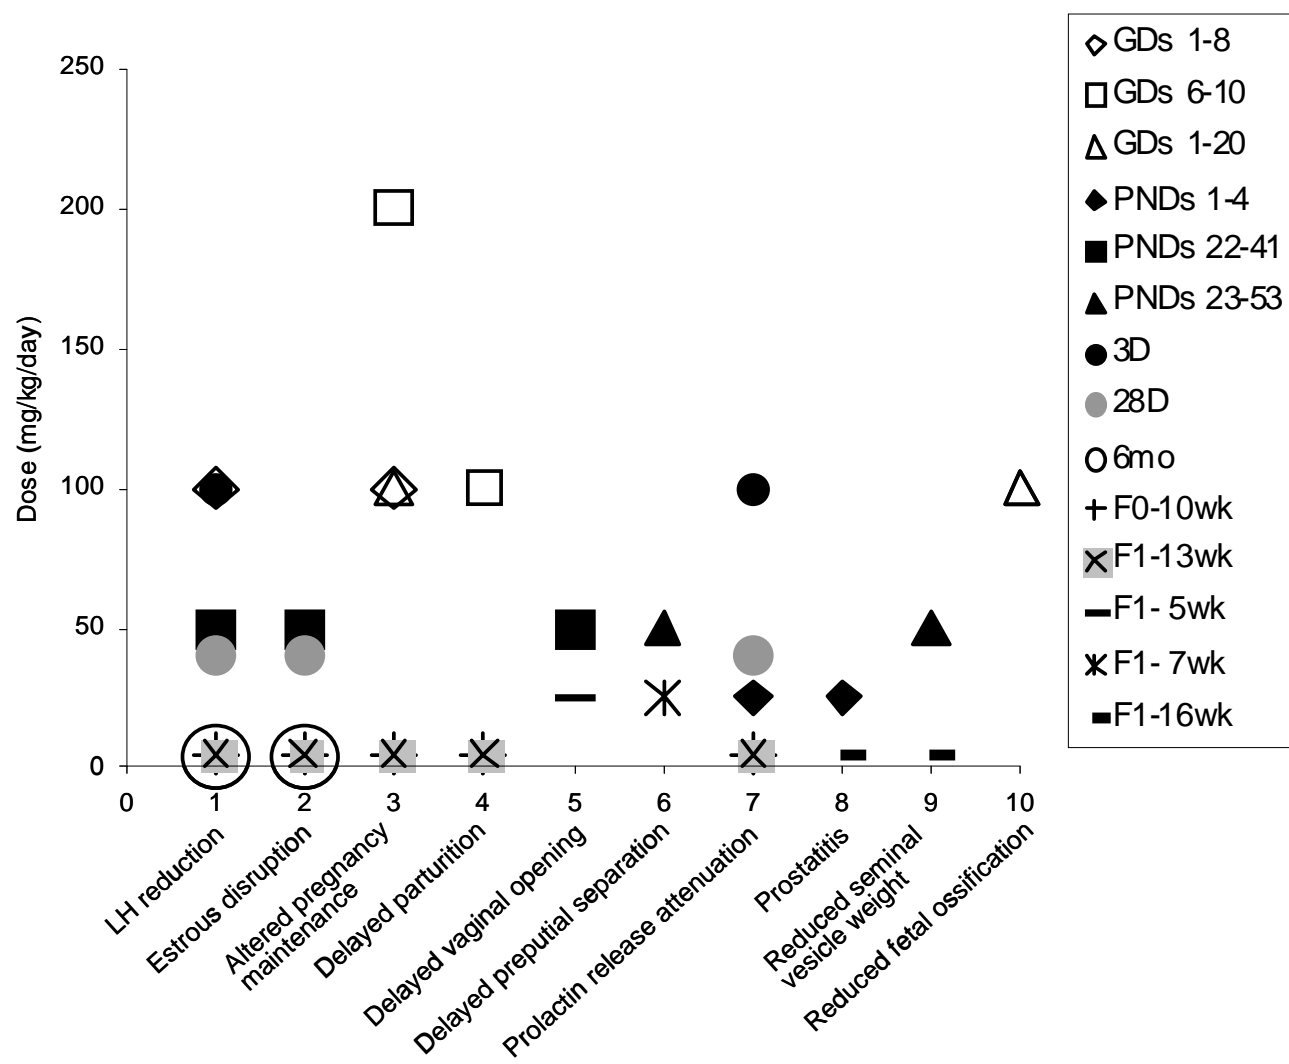 GDs 1-8
GDs 6-10
GDs 1-20
PNDs 1-4
PNDs 22-41
PNDs 23-53
3D
28D
6mo
F0-10wk
F1-13wk
F1- 5wk
F1- 7wk
F1-16wk
Dose (mg/kg/day)
250
200
150
100
50
0
0 1 2 3 4 5 6 7 8 9 10
LH reduction
Estrous disruption
Altered pregnancy
maintenance
Delayed parturition
Delayed vaginal opening
Delayed preputial separation
Prolactin release attenuation
Prostatitis
Reduced seminal
vesicle weight
Reduced fetal ossification